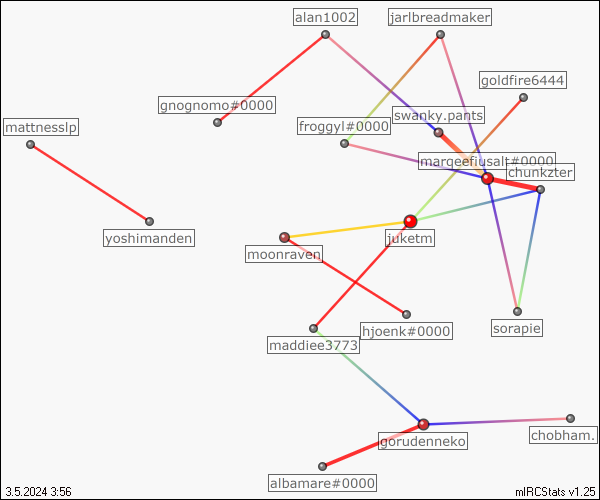 alan1002
jarlbreadmaker
goldfire6444
gnognomo#0000
swanky.pants
mattnesslp
froggyl#0000
marqeefiusalt#0000
chunkzter
yoshimanden
juketm
moonraven
hjoenk#0000
sorapie
maddiee3773
gorudenneko
chobham.
albamare#0000
3.5.2024 3:56
mIRCStats v1.25